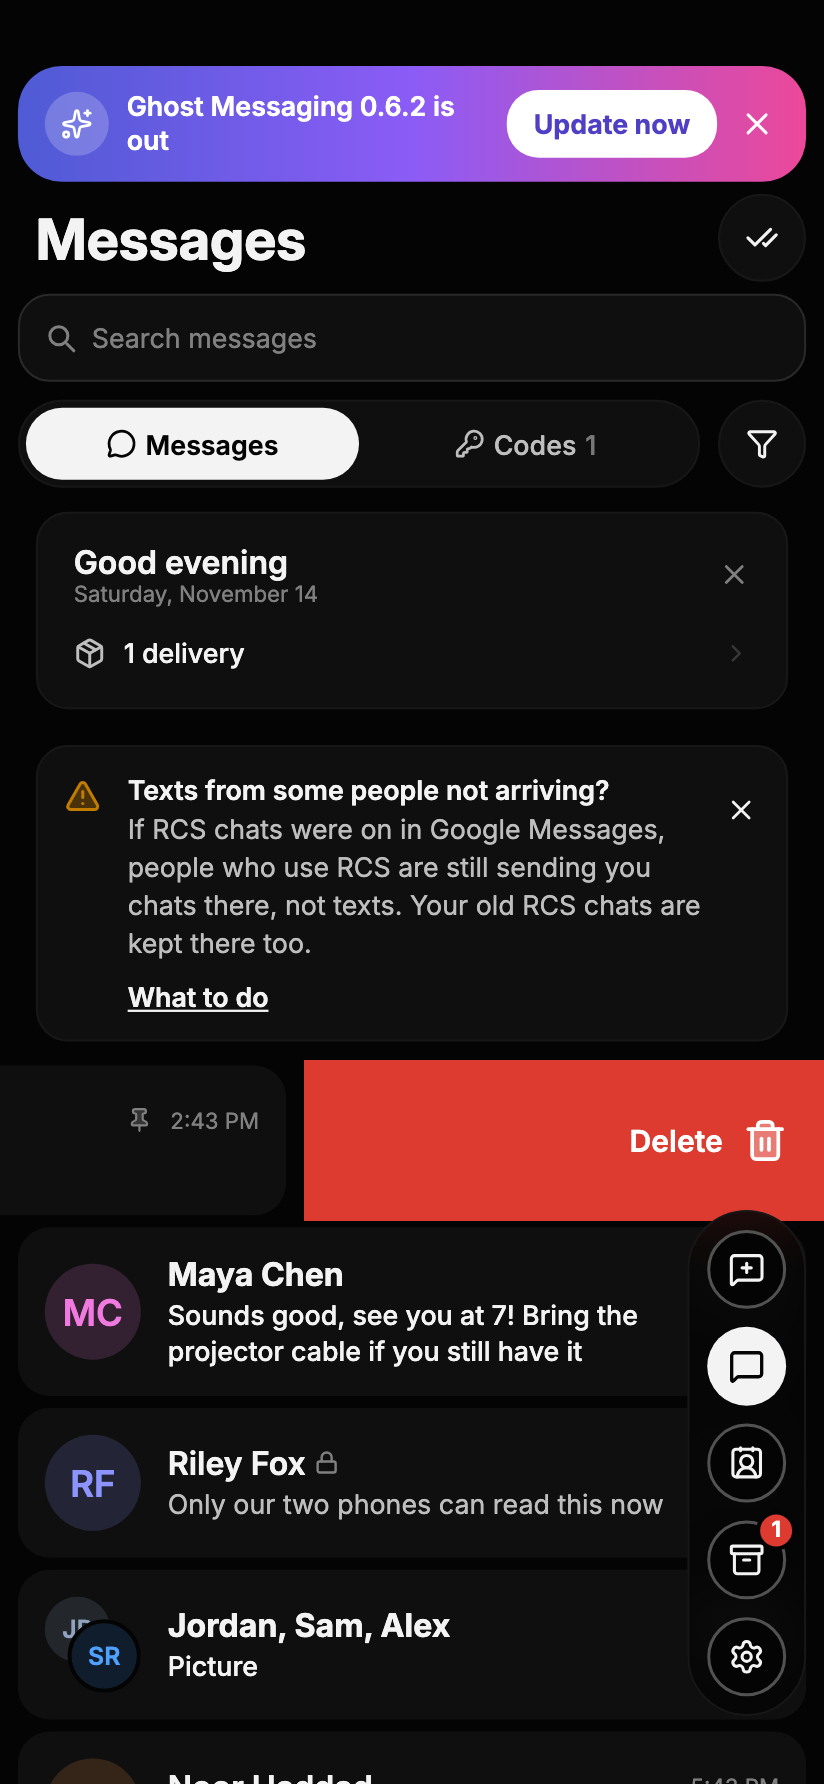 Ghost Messaging 0.6.2 is
out
Update now
Messages
Search messages
Messages
Codes 1
Good evening
Saturday, November 14
1 delivery
Texts from some people not arriving?
If RCS chats were on in Google Messages,
people who use RCS are still sending you
chats there, not texts. Your old RCS chats are
kept there too.
What to do
2:43 PM
Delete
MC
Maya Chen
Sounds good, see you at 7! Bring the
projector cable if you still have it
RF
Riley Fox
Only our two phones can read this now
1
SR
Jordan, Sam, Alex
Picture